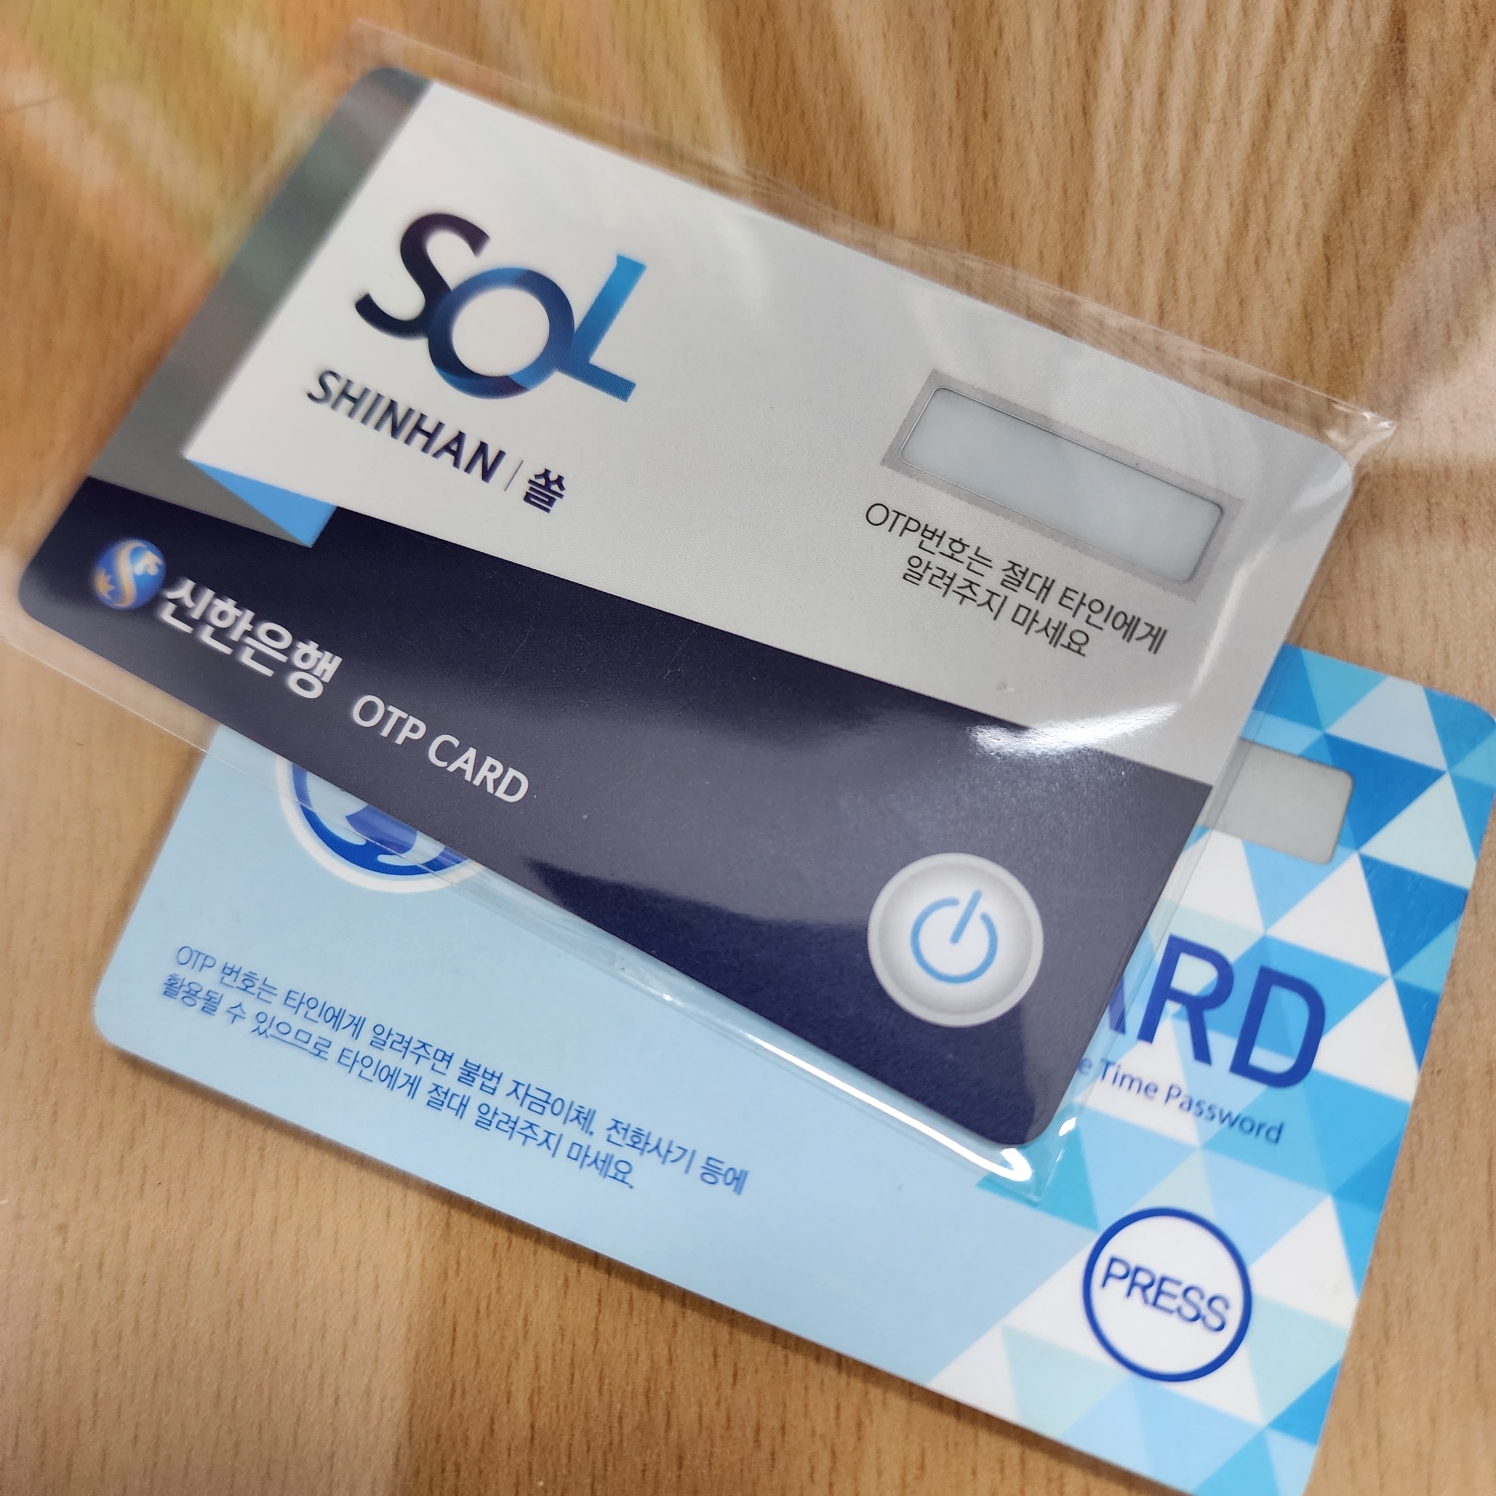 SOL
SHINHAN | 쏠
OTP번호는 절대 타인에게
알려주지 마세요
신한은행 OTP CARD
ARD
e Time Password
OTP 번호는 타인에게 알려주면 불법 자금이체, 전화사기 등에
활용될 수 있으므로 타인에게 절대 알려주지 마세요.
PRESS